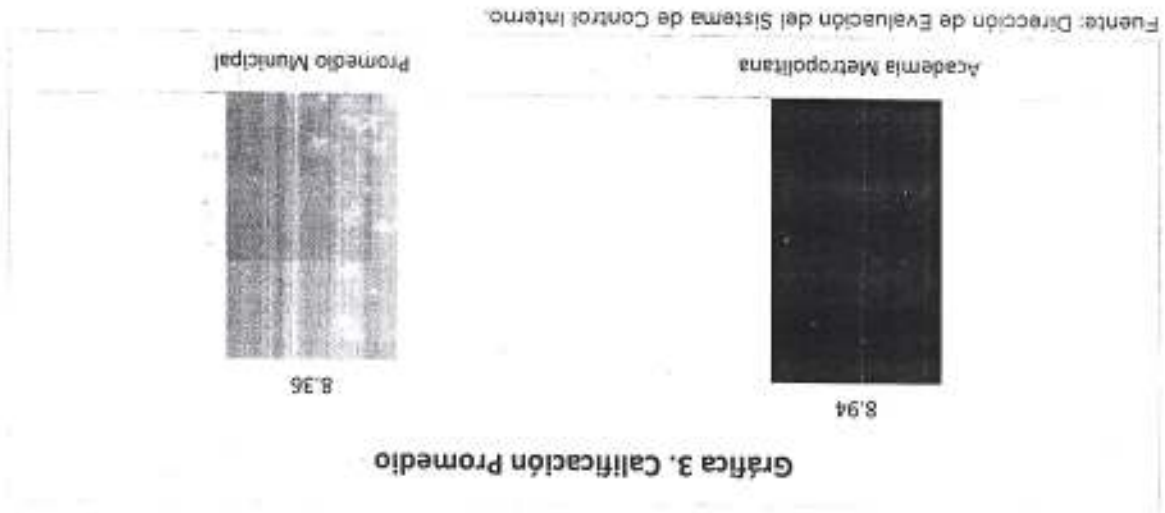 Gráfica 3. Calificación Promedio
8.94
8.36
Academia Metropolitana
Promedio Municipal
Fuente: Dirección de Evaluación del Sistema de Control Interno.